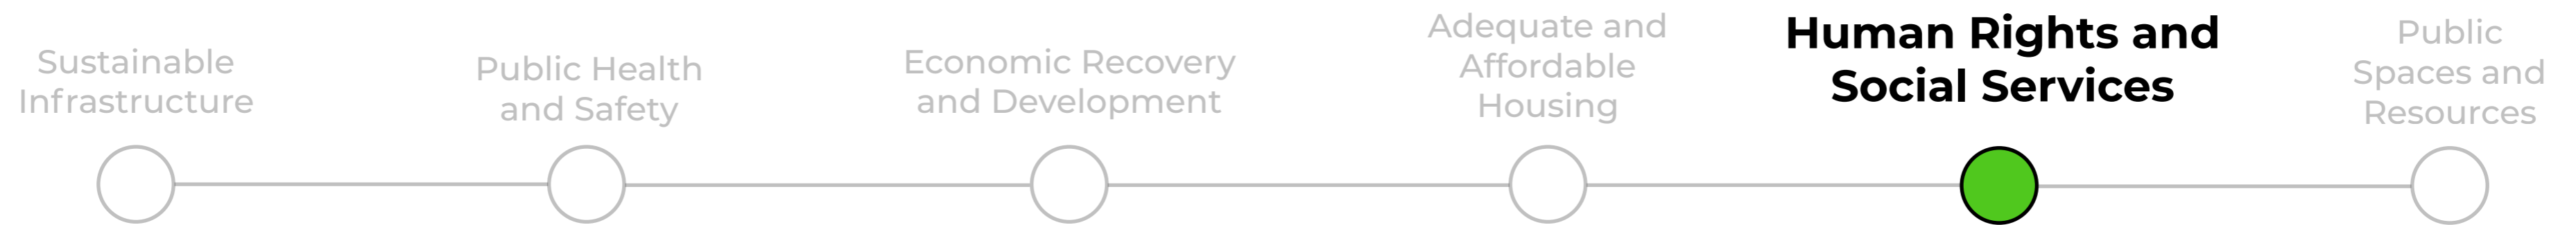 Sustainable
Infrastructure
Public Health
and Safety
Economic Recovery
and Development
Adequate and
Affordable
Housing
Human Rights and
Social Services
Public
Spaces and
Resources